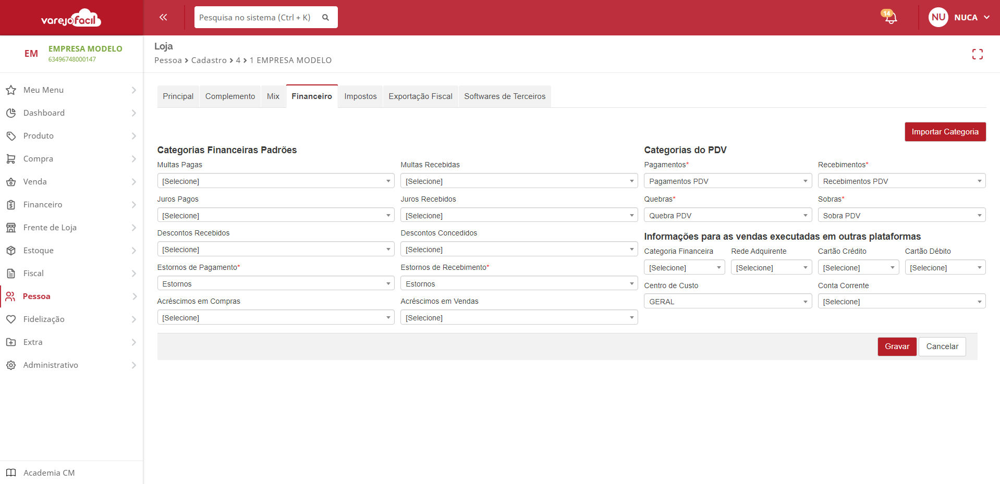 varejofacil
Pesquisa no sistema (Ctrl + K)
14
NU
NUCA
EM
EMPRESA MODELO
63496748000147
Meu Menu
Dashboard
Produto
Compra
Venda
Financeiro
Frente de Loja
Estoque
Fiscal
Pessoa
Fidelização
Extra
Administrativo
Academia CM
Loja
Pessoa > Cadastro > 4 > 1 EMPRESA MODELO
Principal Complemento Mix Financeiro Impostos Exportação Fiscal Softwares de Terceiros
Importar Categoria
Categorias Financeiras Padrões
Multas Pagas Multas Recebidas
[Selecione] [Selecione]
Juros Pagos Juros Recebidos
[Selecione] [Selecione]
Descontos Recebidos Descontos Concedidos
[Selecione] [Selecione]
Estornos de Pagamento* Estornos de Recebimento*
Estornos Estornos
Acréscimos em Compras Acréscimos em Vendas
[Selecione] [Selecione]
Categorias do PDV
Pagamentos* Recebimentos*
Pagamentos PDV Recebimentos PDV
Quebras* Sobras*
Quebra PDV Sobra PDV
Informações para as vendas executadas em outras plataformas
Categoria Financeira Rede Adquirente Cartão Crédito Cartão Débito
[Selecione] [Selecione] [Selecione] [Selecione]
Centro de Custo Conta Corrente
GERAL [Selecione]
Gravar Cancelar